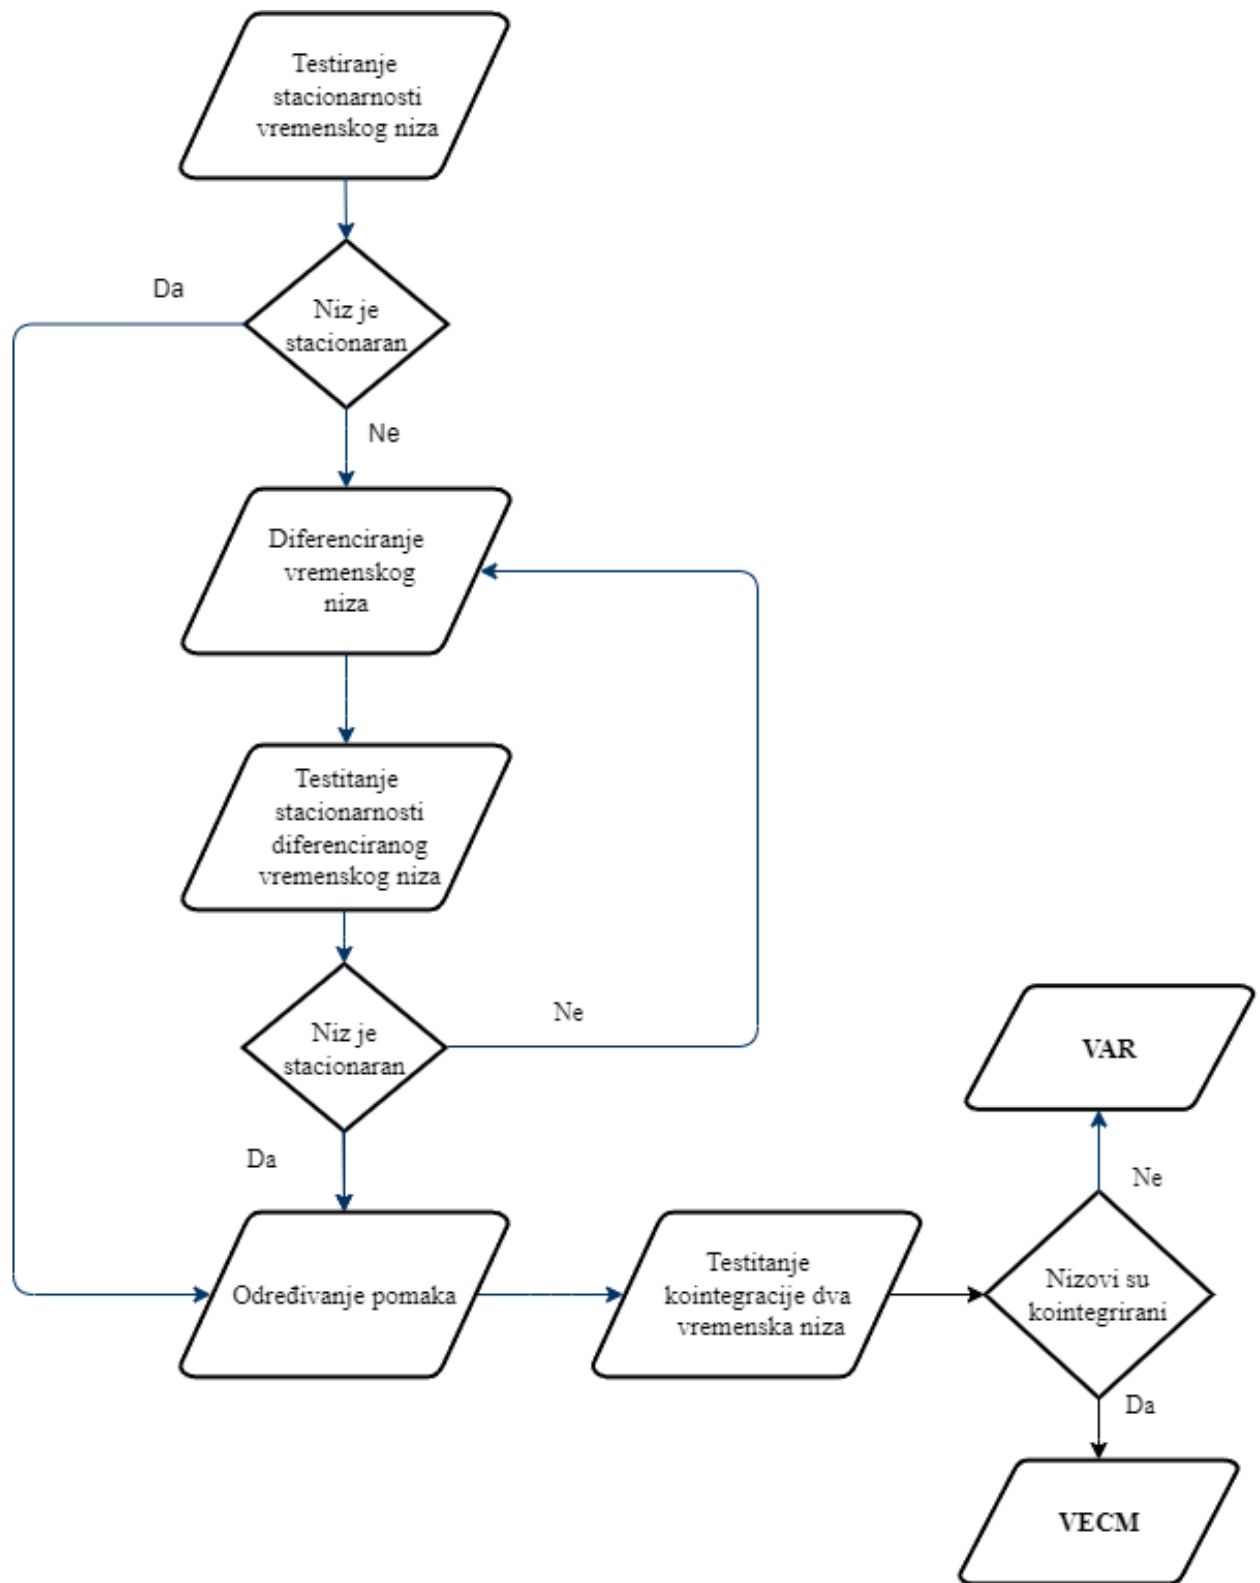 Testiranje
stacionarnosti
vremenskog niza
Da
Niz je
stacionaran
Ne
Diferenciranje
vremenskog
niza
Testitanje
stacionarnosti
diferenciranog
vremenskog niza
Niz je
stacionaran
Ne
Da
Određivanje pomaka
Testitanje
kointegracije dva
vremenska niza
VAR
Ne
Nizovi su
kointegrirani
Da
VECM